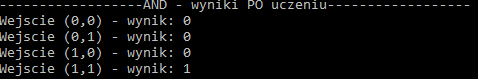 ------------------AND - wyniki PO uczeniu------------------
Wejscie (0,0) - wynik: 0
Wejscie (0,1) - wynik: 0
Wejscie (1,0) - wynik: 0
Wejscie (1,1) - wynik: 1